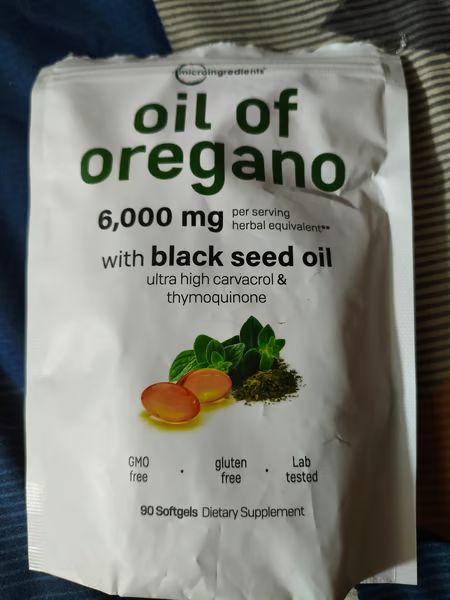 microingredients
oil of
oregano
6,000 mg per serving
herbal equivalent**
with black seed oil
ultra high carvacrol &
thymoquinone
GMO
free
·
gluten
free
·
Lab
tested
90 Softgels Dietary Supplement